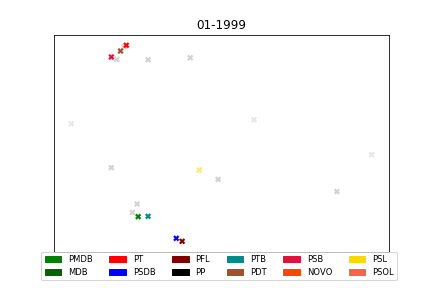 01-1999
PMDB PT PFL PTB PSB PSL
MDB PSDB PP PDT NOVO PSOL